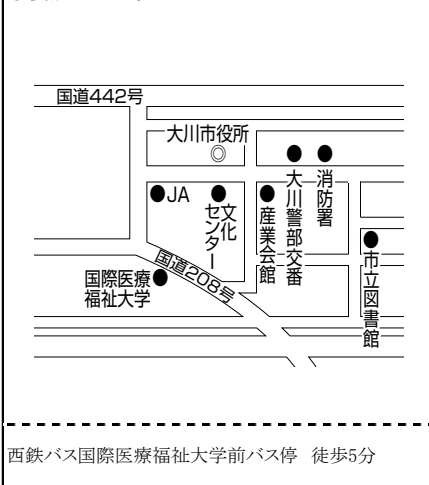 国道442号
大川市役所
JA
文化
センター
産業会館
大川警部交番
消防署
市立図書館
国道208号
国際医療
福祉大学
西鉄バス国際医療福祉大学前バス停　徒歩5分